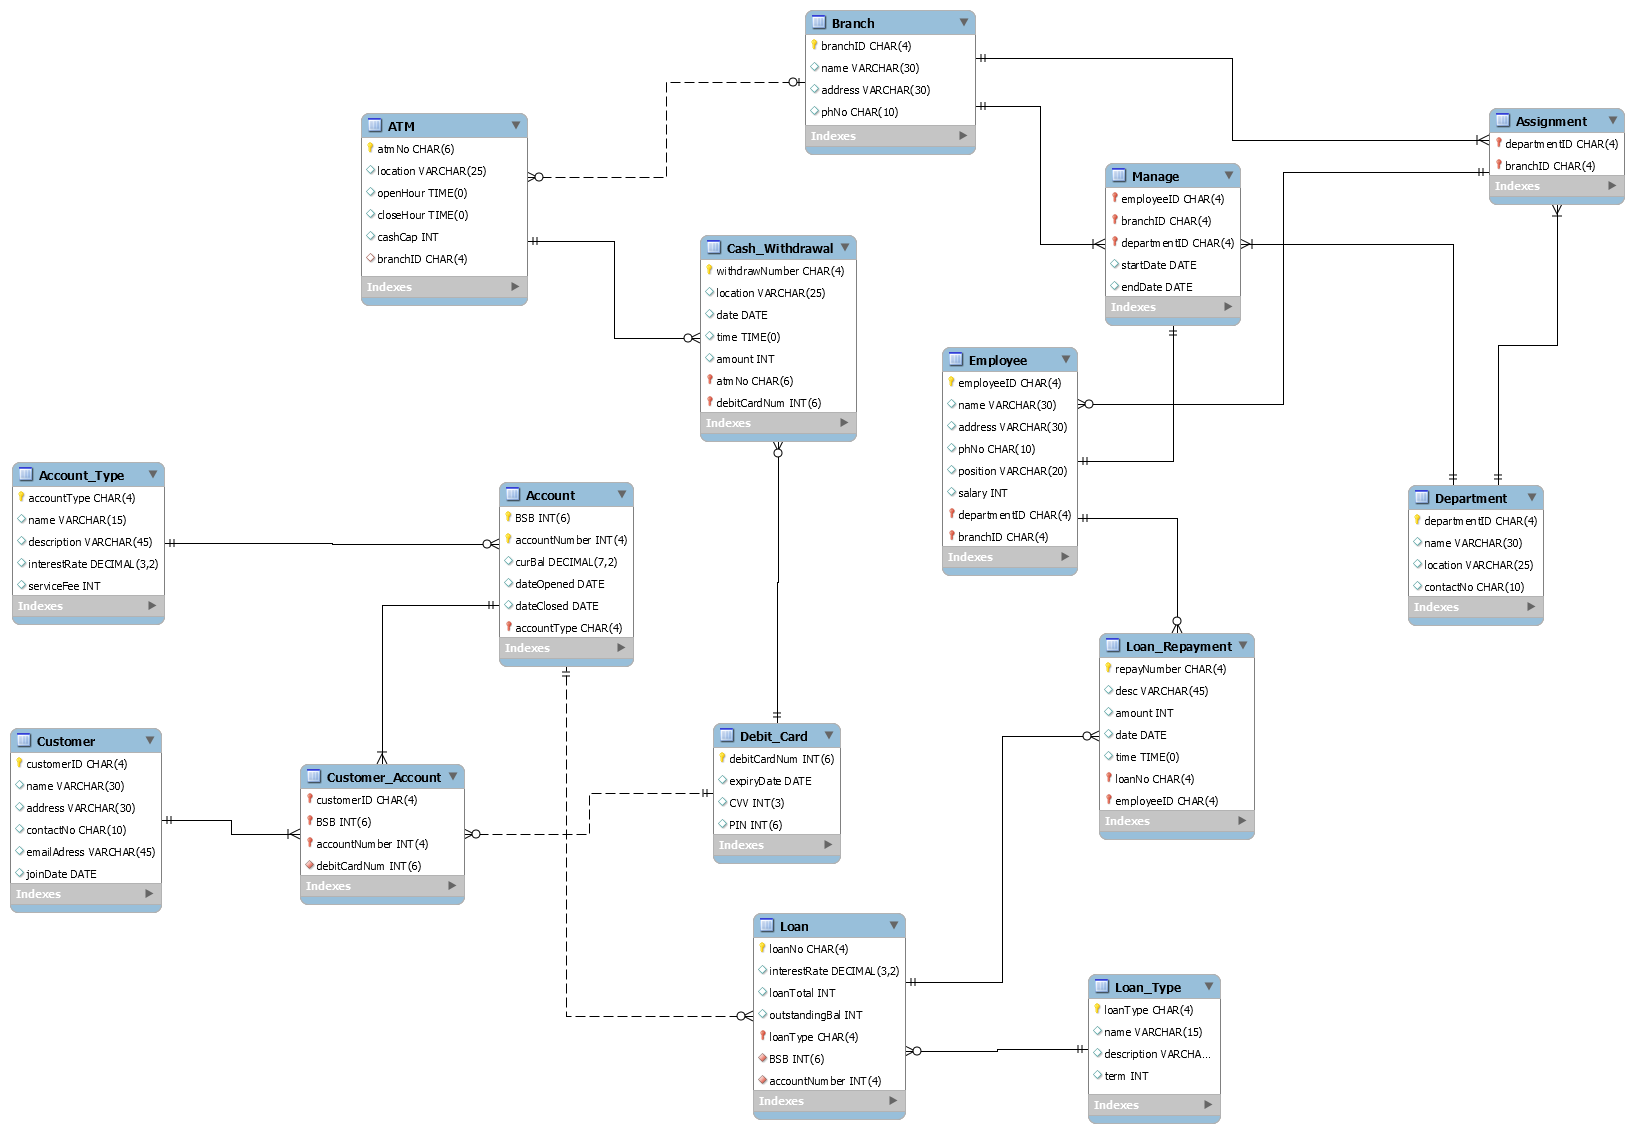 Branch
branchID CHAR(4)
name VARCHAR(30)
address VARCHAR(30)
phNo CHAR(10)
Indexes
ATM
atmNo CHAR(6)
location VARCHAR(25)
openHour TIME(0)
closeHour TIME(0)
cashCap INT
branchID CHAR(4)
Indexes
Assignment
departmentID CHAR(4)
branchID CHAR(4)
Indexes
Manage
employeeID CHAR(4)
branchID CHAR(4)
departmentID CHAR(4)
startDate DATE
endDate DATE
Indexes
Cash_Withdrawal
withdrawNumber CHAR(4)
location VARCHAR(25)
date DATE
time TIME(0)
amount INT
atmNo CHAR(6)
debitCardNum INT(6)
Indexes
Employee
employeeID CHAR(4)
name VARCHAR(30)
address VARCHAR(30)
phNo CHAR(10)
position VARCHAR(20)
salary INT
departmentID CHAR(4)
branchID CHAR(4)
Indexes
Account_Type
accountType CHAR(4)
name VARCHAR(15)
description VARCHAR(45)
interestRate DECIMAL(3,2)
serviceFee INT
Indexes
Account
BSB INT(6)
accountNumber INT(4)
curBal DECIMAL(7,2)
dateOpened DATE
dateClosed DATE
accountType CHAR(4)
Indexes
Department
departmentID CHAR(4)
name VARCHAR(30)
location VARCHAR(25)
contactNo CHAR(10)
Indexes
Loan_Repayment
repayNumber CHAR(4)
desc VARCHAR(45)
amount INT
date DATE
time TIME(0)
loanNo CHAR(4)
employeeID CHAR(4)
Indexes
Customer
customerID CHAR(4)
name VARCHAR(30)
address VARCHAR(30)
contactNo CHAR(10)
emailAdress VARCHAR(45)
joinDate DATE
Indexes
Customer_Account
customerID CHAR(4)
BSB INT(6)
accountNumber INT(4)
debitCardNum INT(6)
Indexes
Debit_Card
debitCardNum INT(6)
expiryDate DATE
CVV INT(3)
PIN INT(6)
Indexes
Loan
loanNo CHAR(4)
interestRate DECIMAL(3,2)
loanTotal INT
outstandingBal INT
loanType CHAR(4)
BSB INT(6)
accountNumber INT(4)
Indexes
Loan_Type
loanType CHAR(4)
name VARCHAR(15)
description VARCHA...
term INT
Indexes